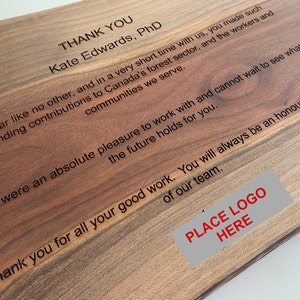 THANK YOU
Kate Edwards, PhD
like no other, and in a very short time with us, you made such
contributions to Canada's forest sector, and the workers and
communities we serve.
were an absolute pleasure to work with and cannot wait to see what
the future holds for you.
hank you for all your good work. You will always be an hono
of our team.
PLACE LOGO
HERE